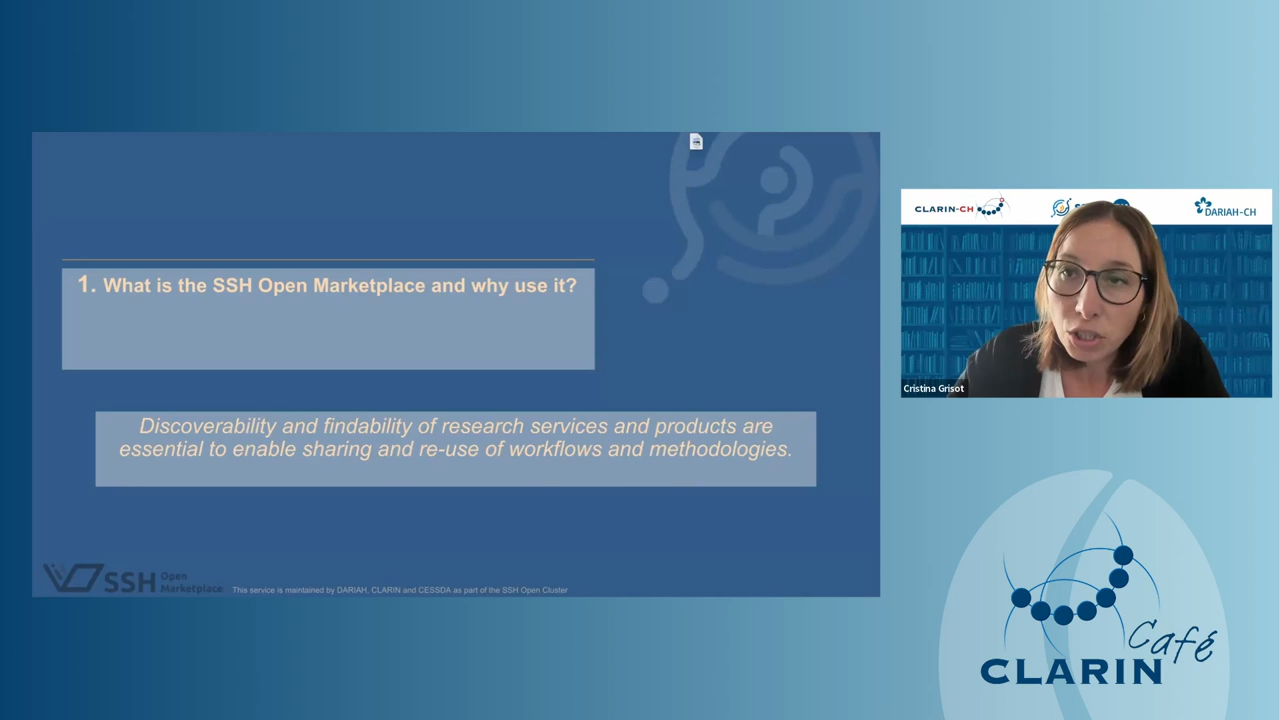 1. What is the SSH Open Marketplace and why use it?
Discoverability and findability of research services and products are
essential to enable sharing and re-use of workflows and methodologies.
SSH Open
Marketplace
This service is maintained by DARIAH, CLARIN and CESSDA as part of the SSH Open Cluster
CLARIN-CH
DARIAH-CH
Cristina Grisot
Café
CLARIN